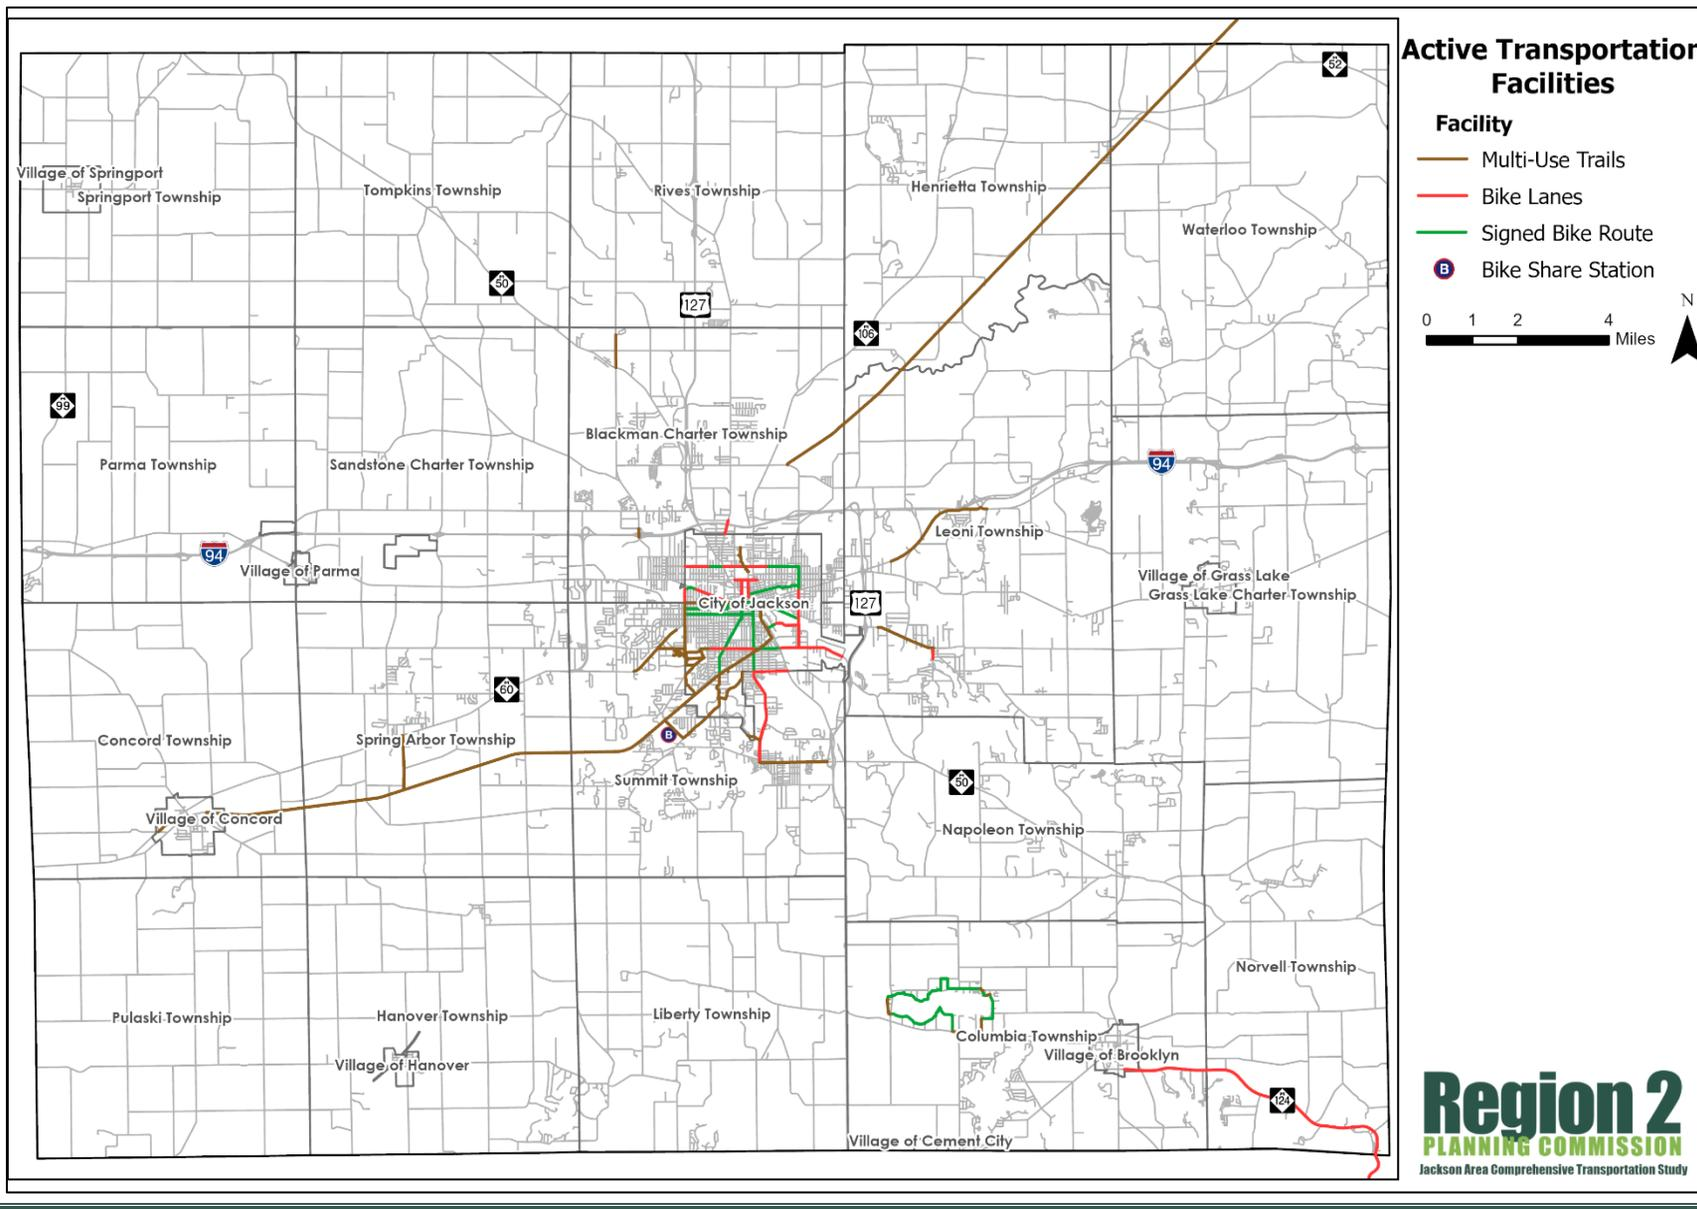 Active Transportation
Facilities
Facility
Multi-Use Trails
Bike Lanes
Signed Bike Route
B Bike Share Station
N
0 1 2 4
Miles
52
Village of Springport
Springport Township
Tompkins Township
Rives Township
Henrietta Township
Waterloo Township
M 50
127
M 106
M 99
Blackman Charter Township
Parma Township
Sandstone Charter Township
94
Leoni Township
94
Village of Parma
Village of Grass Lake
Grass Lake Charter Township
City of Jackson
127
M 60
Concord Township
Spring Arbor Township
B
Summit Township
M 50
Village of Concord
Napoleon Township
Norvell Township
Pulaski Township
Hanover Township
Liberty Township
Columbia Township
Village of Brooklyn
Village of Hanover
M 124
Village of Cement City
Region 2
PLANNING COMMISSION
Jackson Area Comprehensive Transportation Study